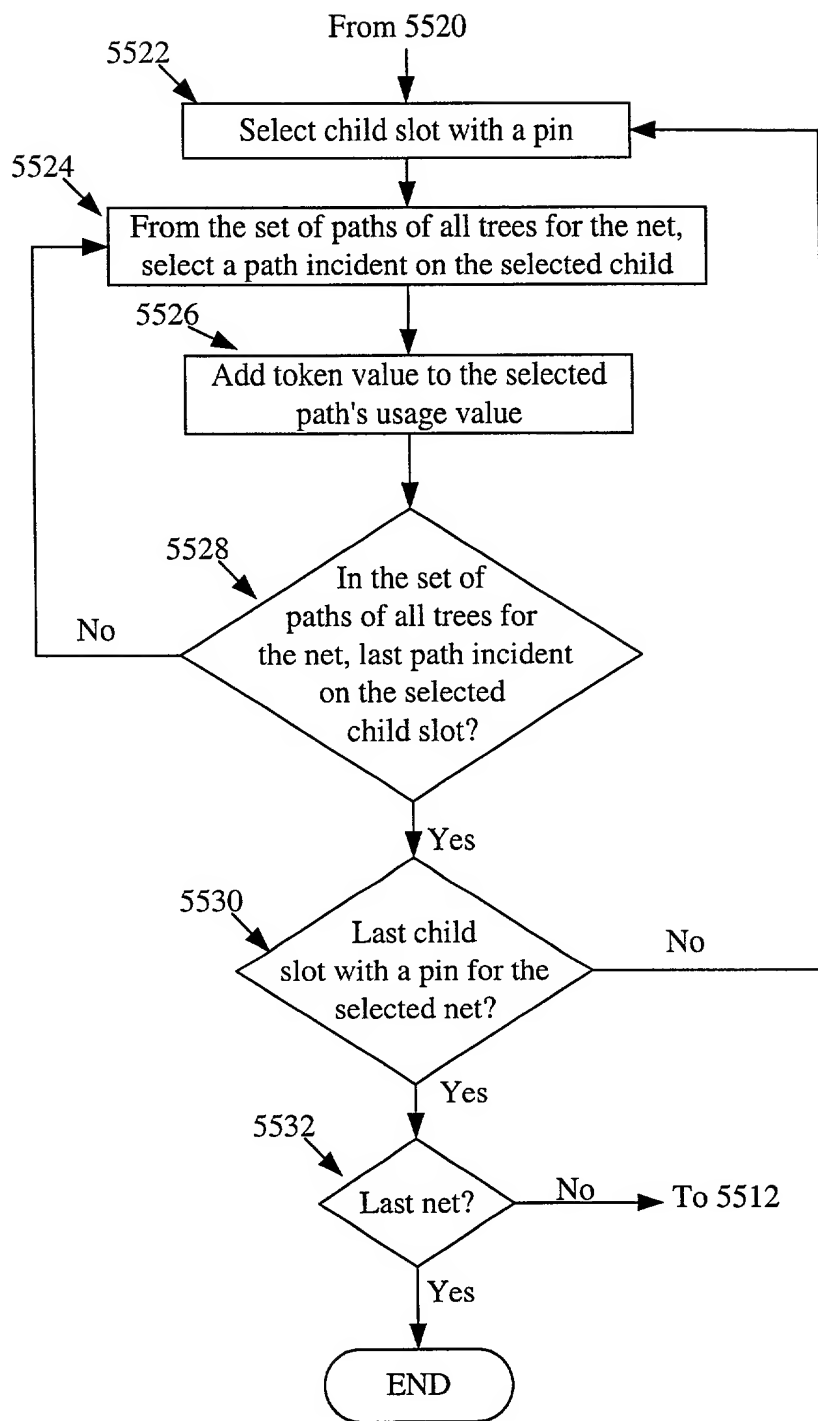 From 5520
5522
Select child slot with a pin
5524
From the set of paths of all trees for the net,
select a path incident on the selected child
5526
Add token value to the selected
path's usage value
5528
In the set of
paths of all trees for
the net, last path incident
on the selected
child slot?
No
Yes
5530
Last child
slot with a pin for the
selected net?
No
Yes
5532
Last net?
No
To 5512
Yes
END